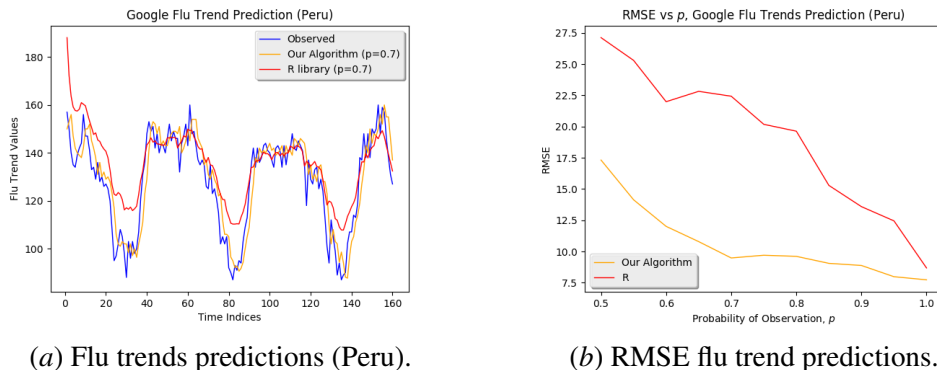 Google Flu Trend Prediction (Peru)
Observed
Our Algorithm (p=0.7)
R library (p=0.7)
Flu Trend Values
180
160
140
120
100
0 20 40 60 80 100 120 140 160
Time Indices
(a) Flu trends predictions (Peru).
RMSE vs p, Google Flu Trends Prediction (Peru)
RMSE
27.5
25.0
22.5
20.0
17.5
15.0
12.5
10.0
7.5
Our Algorithm
R
0.5 0.6 0.7 0.8 0.9 1.0
Probability of Observation, p
(b) RMSE flu trend predictions.